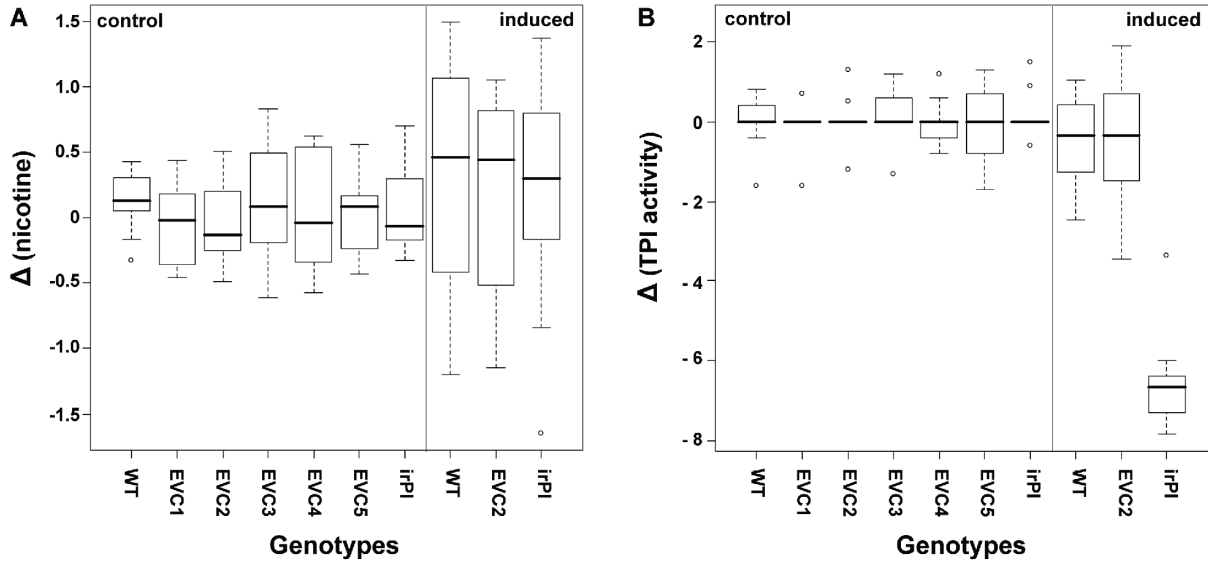 A
control
induced
1.5
1.0
0.5
0
-0.5
-1.0
-1.5
Δ (nicotine)
WT
EVC1
EVC2
EVC3
EVC4
EVC5
irPI
WT
EVC2
irPI
Genotypes
B
control
induced
2
0
- 2
- 4
- 6
- 8
Δ (TPI activity)
WT
EVC1
EVC2
EVC3
EVC4
EVC5
irPI
WT
EVC2
irPI
Genotypes